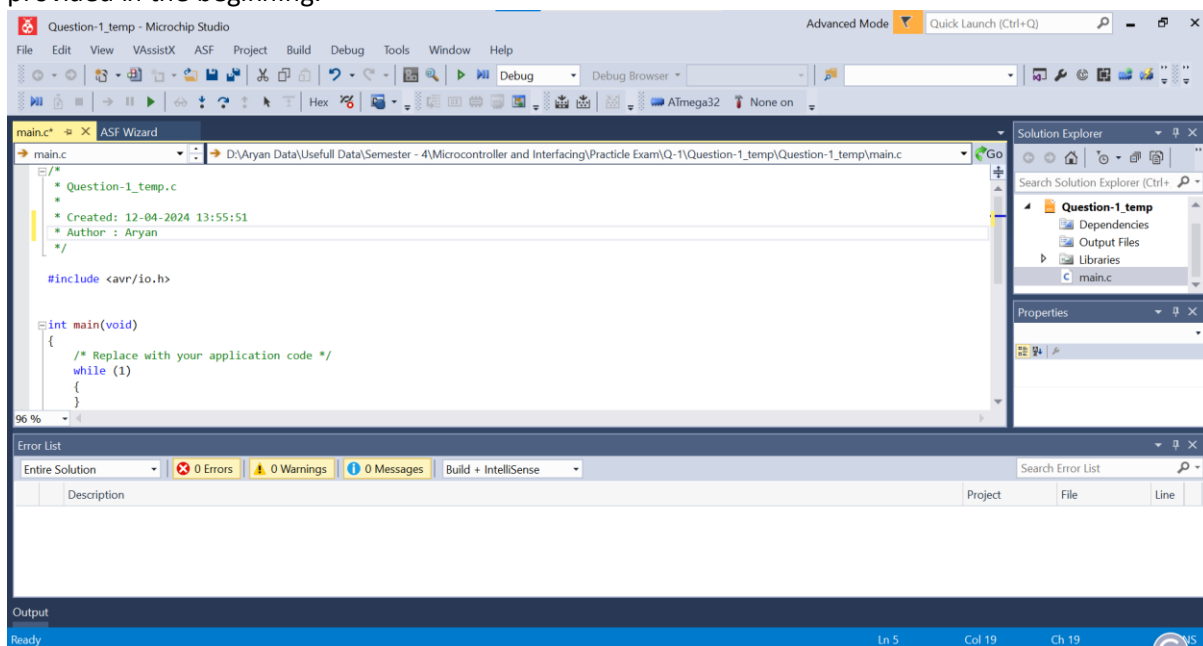 provided in the beginning.
Question-1_temp - Microchip Studio
Advanced Mode
Quick Launch (Ctrl+Q)
File Edit View VAssistX ASF Project Build Debug Tools Window Help
Debug
Debug Browser
Hex
ATmega32
None on
main.c*
ASF Wizard
main.c
D:\Aryan Data\Usefull Data\Semester - 4\Microcontroller and Interfacing\Practicle Exam\Q-1\Question-1_temp\Question-1_temp\main.c
Go
/*
* Question-1_temp.c
*
* Created: 12-04-2024 13:55:51
* Author : Aryan
*/
#include <avr/io.h>
int main(void)
{
/* Replace with your application code */
while (1)
{
}
96 %
Solution Explorer
Search Solution Explorer (Ctrl+
Question-1_temp
Dependencies
Output Files
Libraries
main.c
Properties
Error List
Entire Solution
0 Errors
0 Warnings
0 Messages
Build + IntelliSense
Search Error List
Description
Project
File
Line
Output
Ready
Ln 5
Col 19
Ch 19
NS